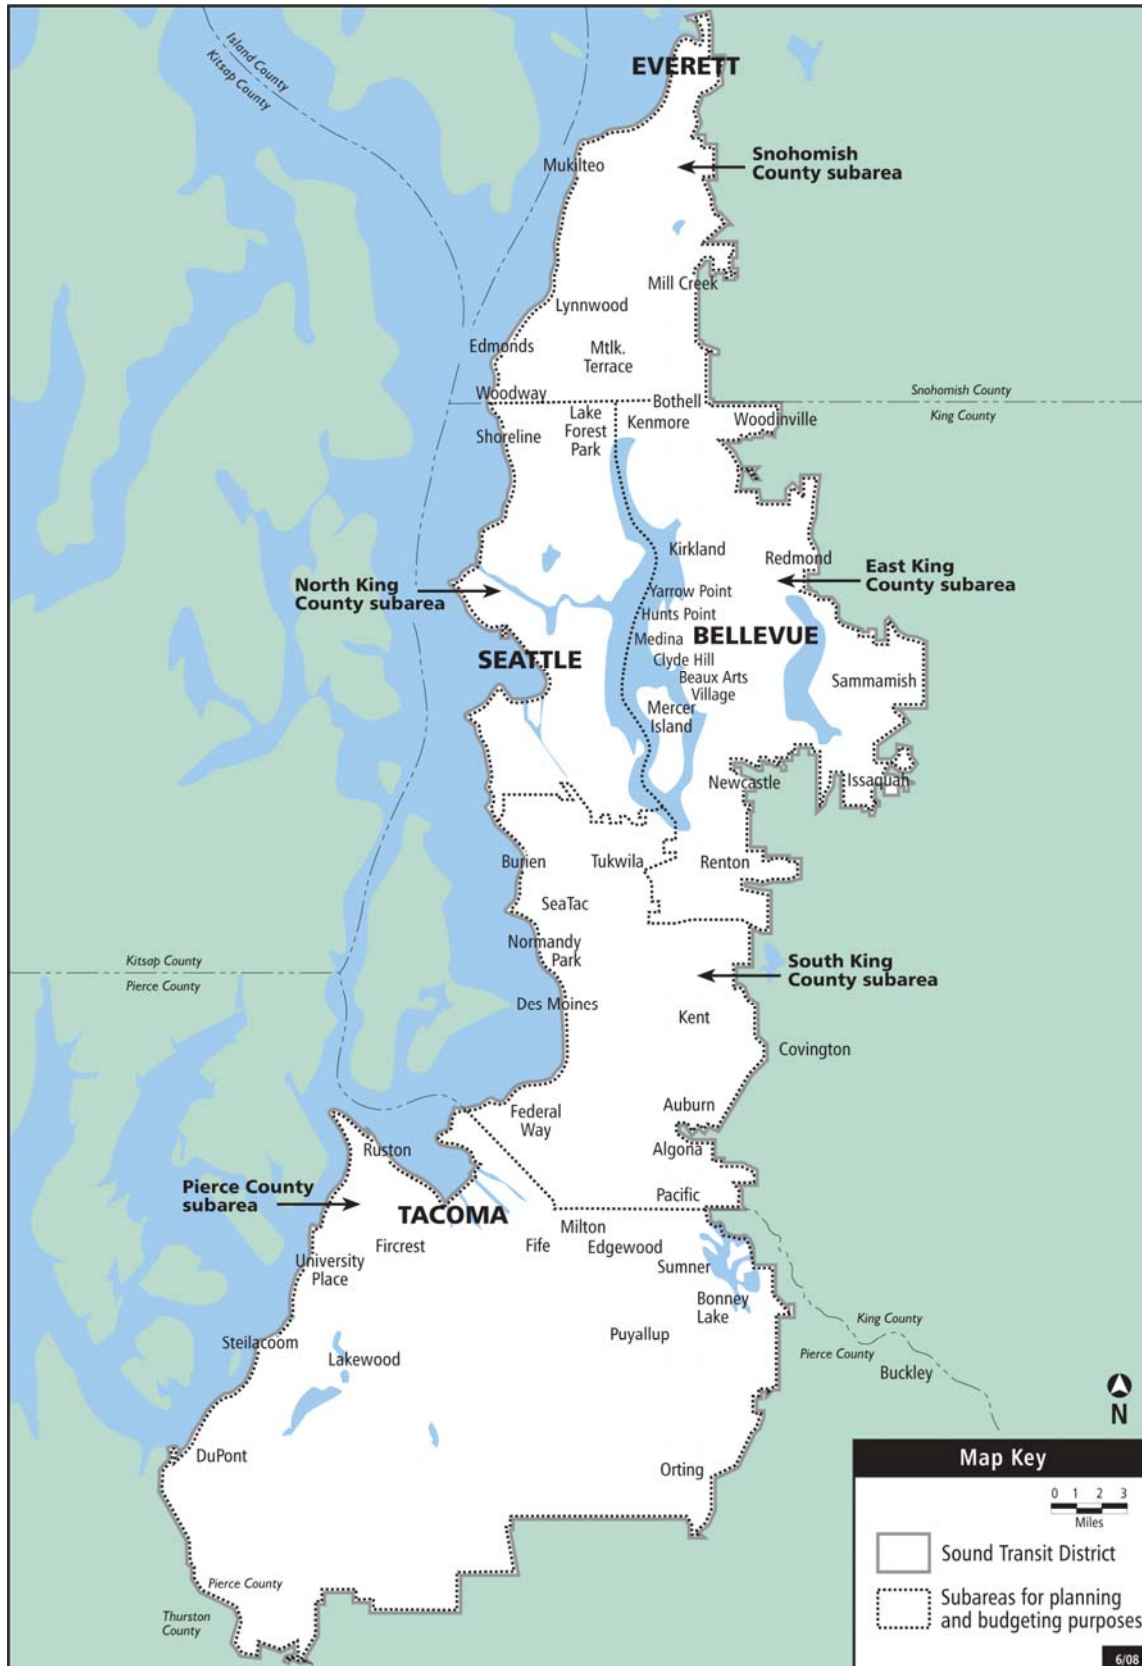 Island County
Kitsap County
EVERETT
Mukilteo
Snohomish
County subarea
Mill Creek
Lynnwood
Edmonds
Mtlk.
Terrace
Woodway
Snohomish County
King County
Bothell
Lake
Forest
Park
Kenmore
Woodinville
Shoreline
Kirkland
Redmond
East King
County subarea
North King
County subarea
Yarrow Point
Hunts Point
Medina
BELLEVUE
SEATTLE
Clyde Hill
Beaux Arts
Village
Sammamish
Mercer
Island
Newcastle
Issaquah
Burien
Tukwila
Renton
SeaTac
Normandy
Park
Kitsap County
Pierce County
South King
County subarea
Des Moines
Kent
Covington
Federal
Way
Auburn
Ruston
Algona
Pierce County
subarea
Pacific
TACOMA
Milton
Fircrest
Fife
Edgewood
University
Place
Sumner
Bonney
Lake
King County
Pierce County
Puyallup
Steilacoom
Lakewood
Buckley
N
DuPont
Orting
Map Key
0 1 2 3
Miles
Sound Transit District
Subareas for planning
and budgeting purposes
Pierce County
Thurston
County
6/08